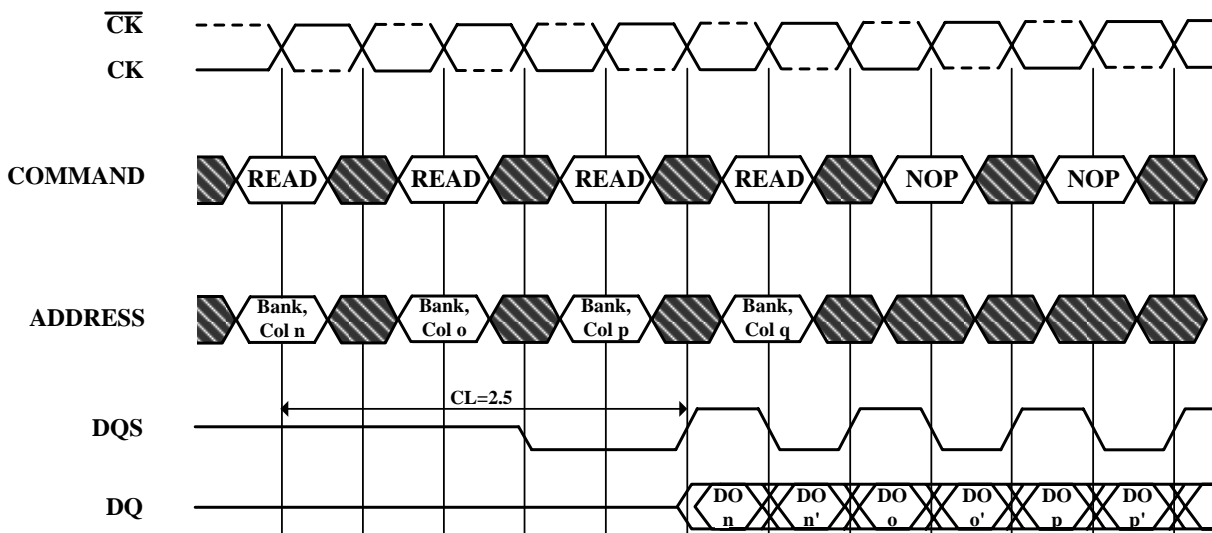 C̅K̅
CK
COMMAND READ READ READ READ NOP NOP
ADDRESS Bank, Col n Bank, Col o Bank, Col p Bank, Col q
CL=2.5
DQS
DQ DO n DO n' DO o DO o' DO p DO p'